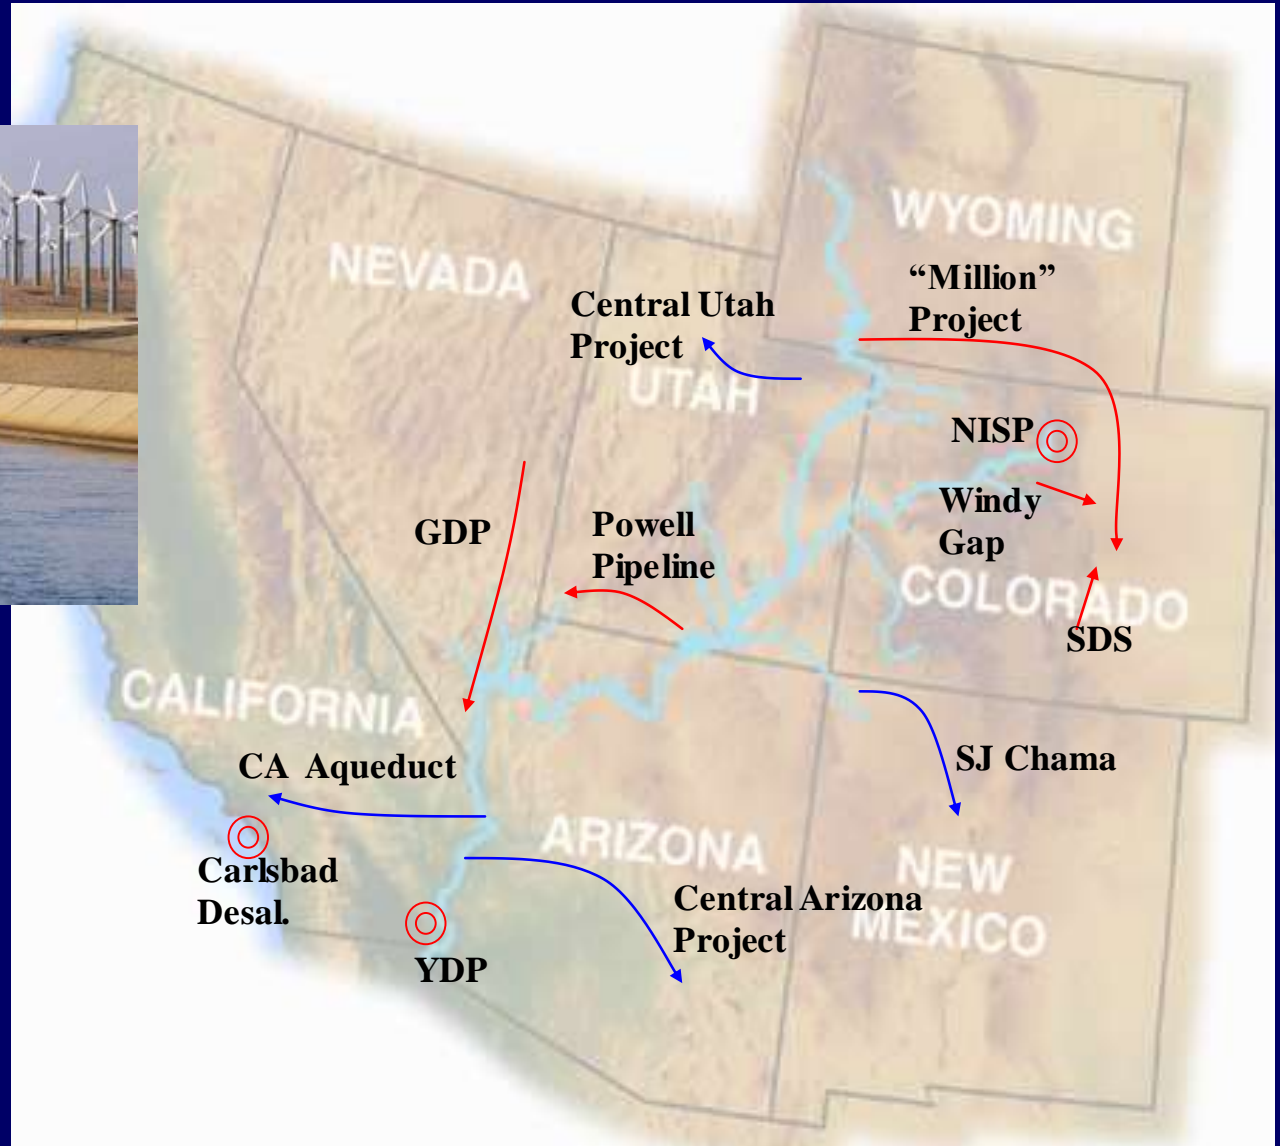 WYOMING
NEVADA
“Million”
Project
Central Utah
Project
UTAH
NISP
Windy
Gap
GDP
Powell
Pipeline
COLORADO
SDS
CALIFORNIA
CA Aqueduct
SJ Chama
ARIZONA
Carlsbad
Desal.
NEW
MEXICO
Central Arizona
Project
YDP